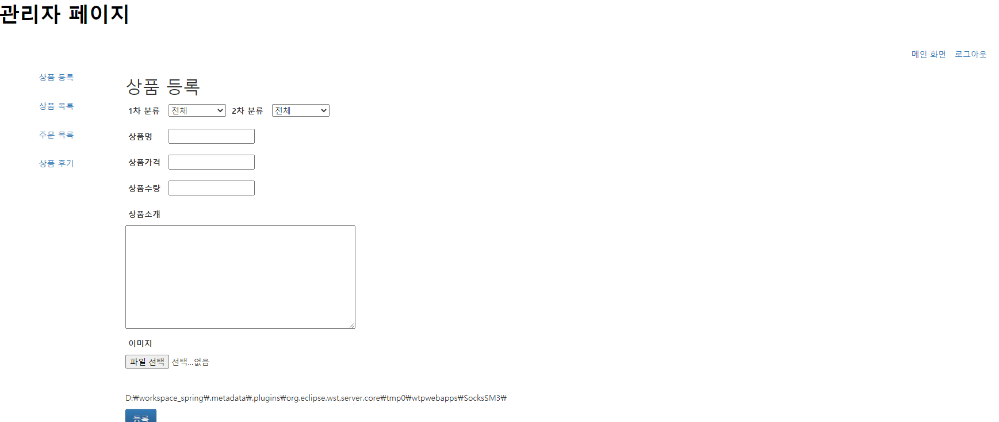 관리자 페이지
메인 화면 로그아웃
상품 등록
상품 목록
주문 목록
상품 후기
상품 등록
1차 분류 전체 2차 분류 전체
상품명
상품가격
상품수량
상품소개
이미지
파일 선택 선택...없음
D:₩workspace_spring₩.metadata₩.plugins₩org.eclipse.wst.server.core₩tmp0₩wtpwebapps₩SocksSM3₩
등록